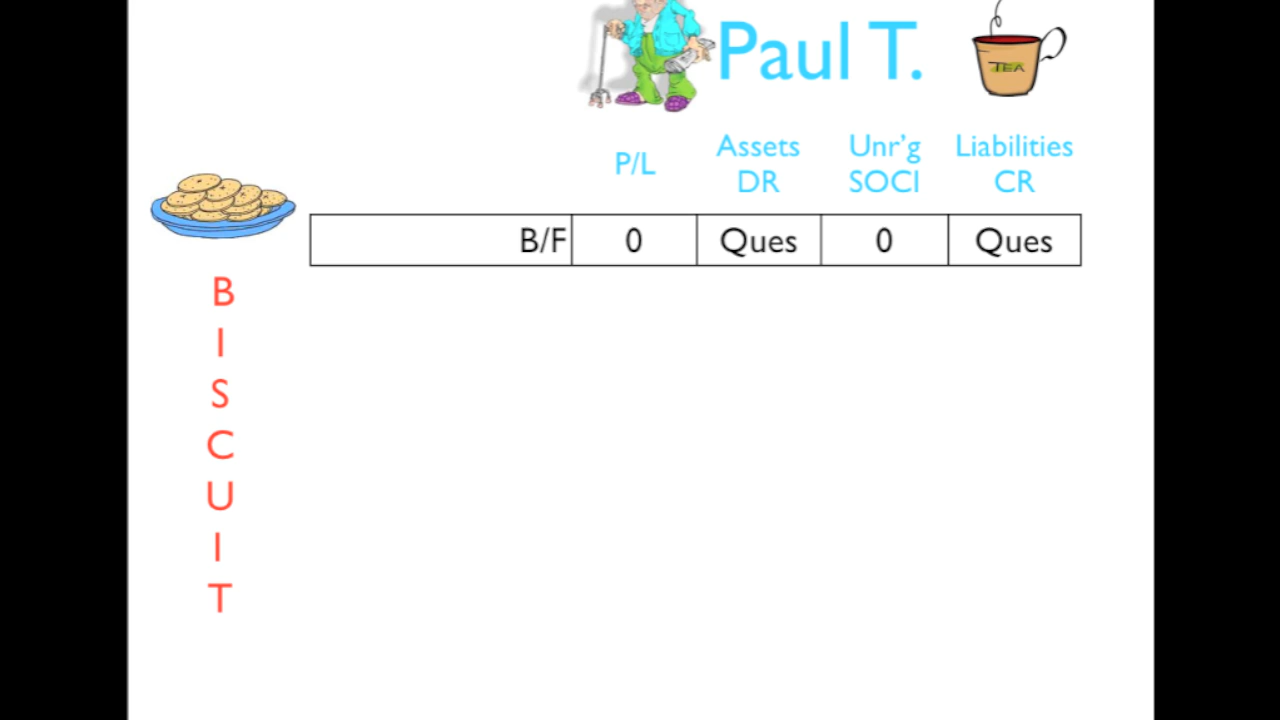 Paul T.
TEA
P/L
Assets
DR
Unr'g
SOCI
Liabilities
CR
B/F 0 Ques 0 Ques
B
I
S
C
U
I
T